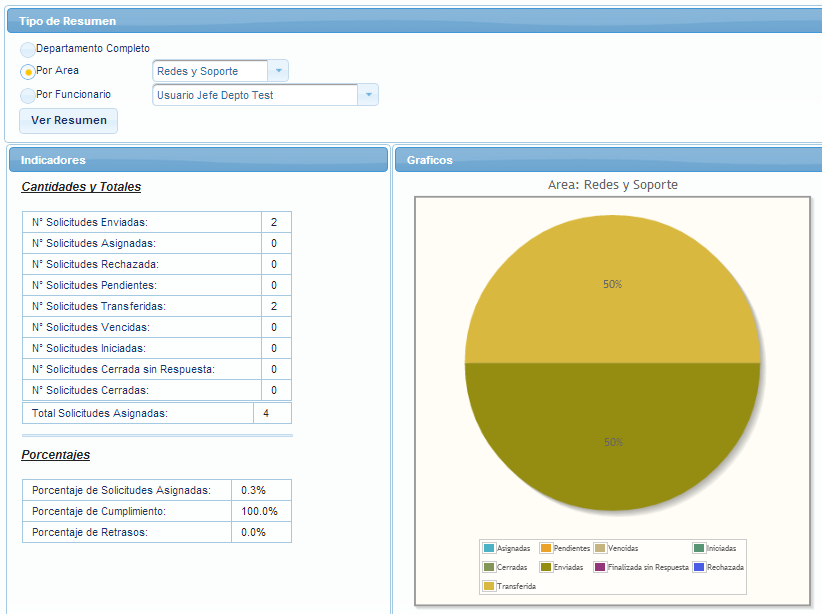 Tipo de Resumen
Departamento Completo
Por Area Redes y Soporte
Por Funcionario Usuario Jefe Depto Test
Ver Resumen
Indicadores
Cantidades y Totales
N° Solicitudes Enviadas: 2
N° Solicitudes Asignadas: 0
N° Solicitudes Rechazada: 0
N° Solicitudes Pendientes: 0
N° Solicitudes Transferidas: 2
N° Solicitudes Vencidas: 0
N° Solicitudes Iniciadas: 0
N° Solicitudes Cerrada sin Respuesta: 0
N° Solicitudes Cerradas: 0
Total Solicitudes Asignadas: 4
Porcentajes
Porcentaje de Solicitudes Asignadas: 0.3%
Porcentaje de Cumplimiento: 100.0%
Porcentaje de Retrasos: 0.0%
Graficos
Area: Redes y Soporte
50%
50%
Asignadas Pendientes Vencidas Iniciadas
Cerradas Enviadas Finalizada sin Respuesta Rechazada
Transferida